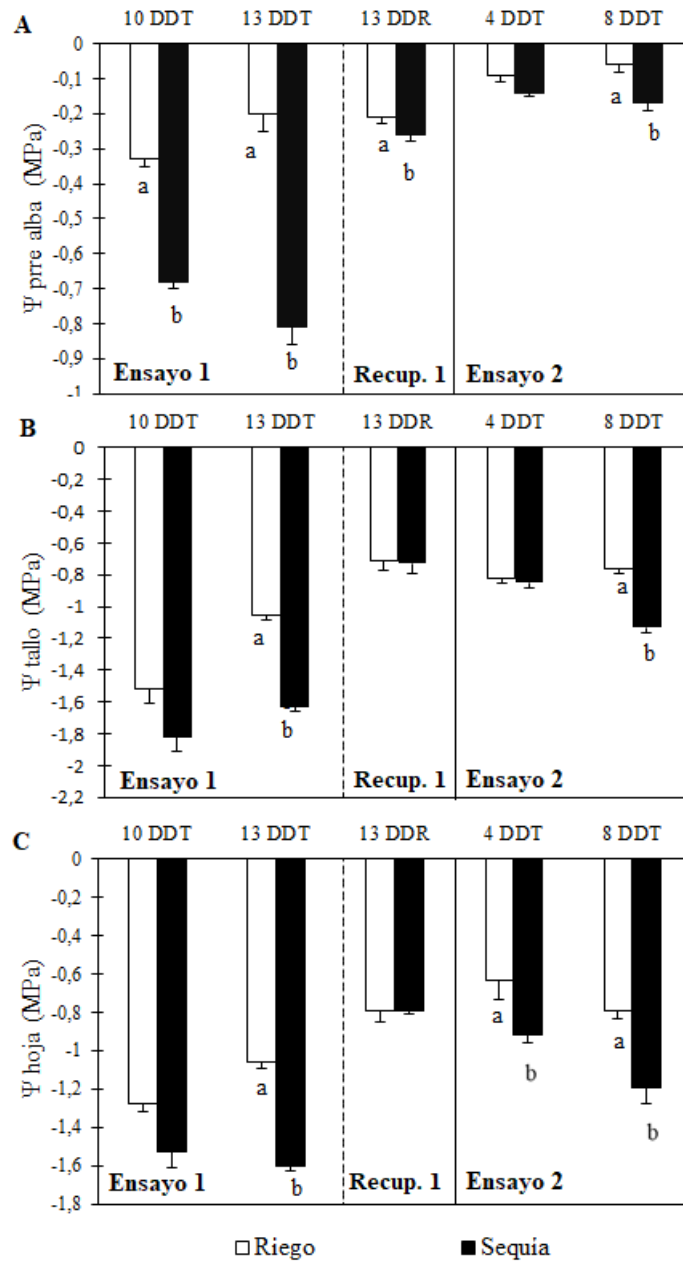 A
10 DDT 13 DDT 13 DDR 4 DDT 8 DDT
0
-0,1
-0,2
-0,3
-0,4
-0,5
-0,6
-0,7
-0,8
-0,9
-1
Ψ prre alba (MPa)
a b a b a b a b
Ensayo 1 Recup. 1 Ensayo 2
B
10 DDT 13 DDT 13 DDR 4 DDT 8 DDT
0
-0,2
-0,4
-0,6
-0,8
-1
-1,2
-1,4
-1,6
-1,8
-2
-2,2
Ψ tallo (MPa)
a b a b
Ensayo 1 Recup. 1 Ensayo 2
C
10 DDT 13 DDT 13 DDR 4 DDT 8 DDT
0
-0,2
-0,4
-0,6
-0,8
-1
-1,2
-1,4
-1,6
-1,8
Ψ hoja (MPa)
a b a b a b
Ensayo 1 Recup. 1 Ensayo 2
Riego Sequía